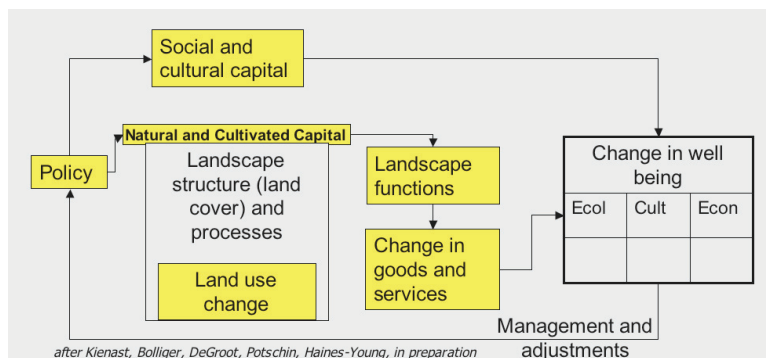 Social and
cultural capital
Natural and Cultivated Capital
Policy
Landscape
structure (land
cover) and
processes
Land use
change
Landscape
functions
Change in
goods and
services
Change in well
being
Ecol Cult Econ
Management and
adjustments
after Kienast, Bolliger, DeGroot, Potschin, Haines-Young, in preparation